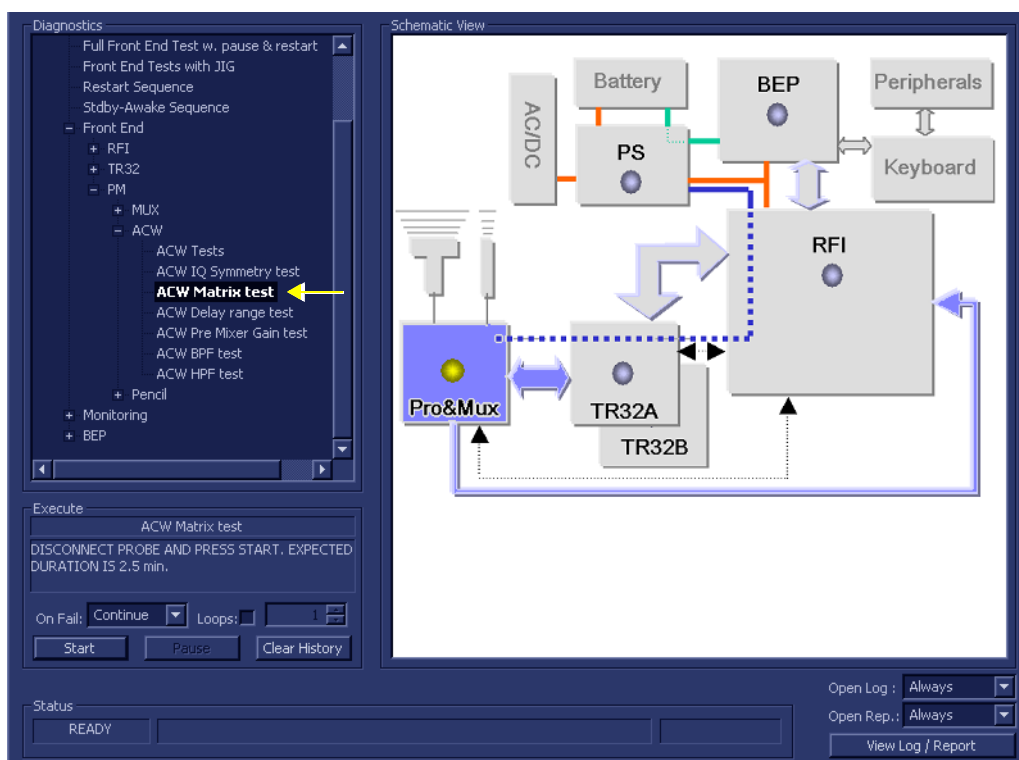 Diagnostics
Full Front End Test w. pause & restart
Front End Tests with JIG
Restart Sequence
Stdby-Awake Sequence
Front End
RFI
TR32
PM
MUX
ACW
ACW Tests
ACW IQ Symmetry test
ACW Matrix test
ACW Delay range test
ACW Pre Mixer Gain test
ACW BPF test
ACW HPF test
Pencil
Monitoring
BEP
Execute
ACW Matrix test
DISCONNECT PROBE AND PRESS START. EXPECTED
DURATION IS 2.5 min.
On Fail: Continue Loops: 1
Start Pause Clear History
Schematic View
AC/DC
Battery
BEP
Peripherals
PS
Keyboard
RFI
Pro&Mux
TR32A
TR32B
Status
READY
Open Log : Always
Open Rep.: Always
View Log / Report